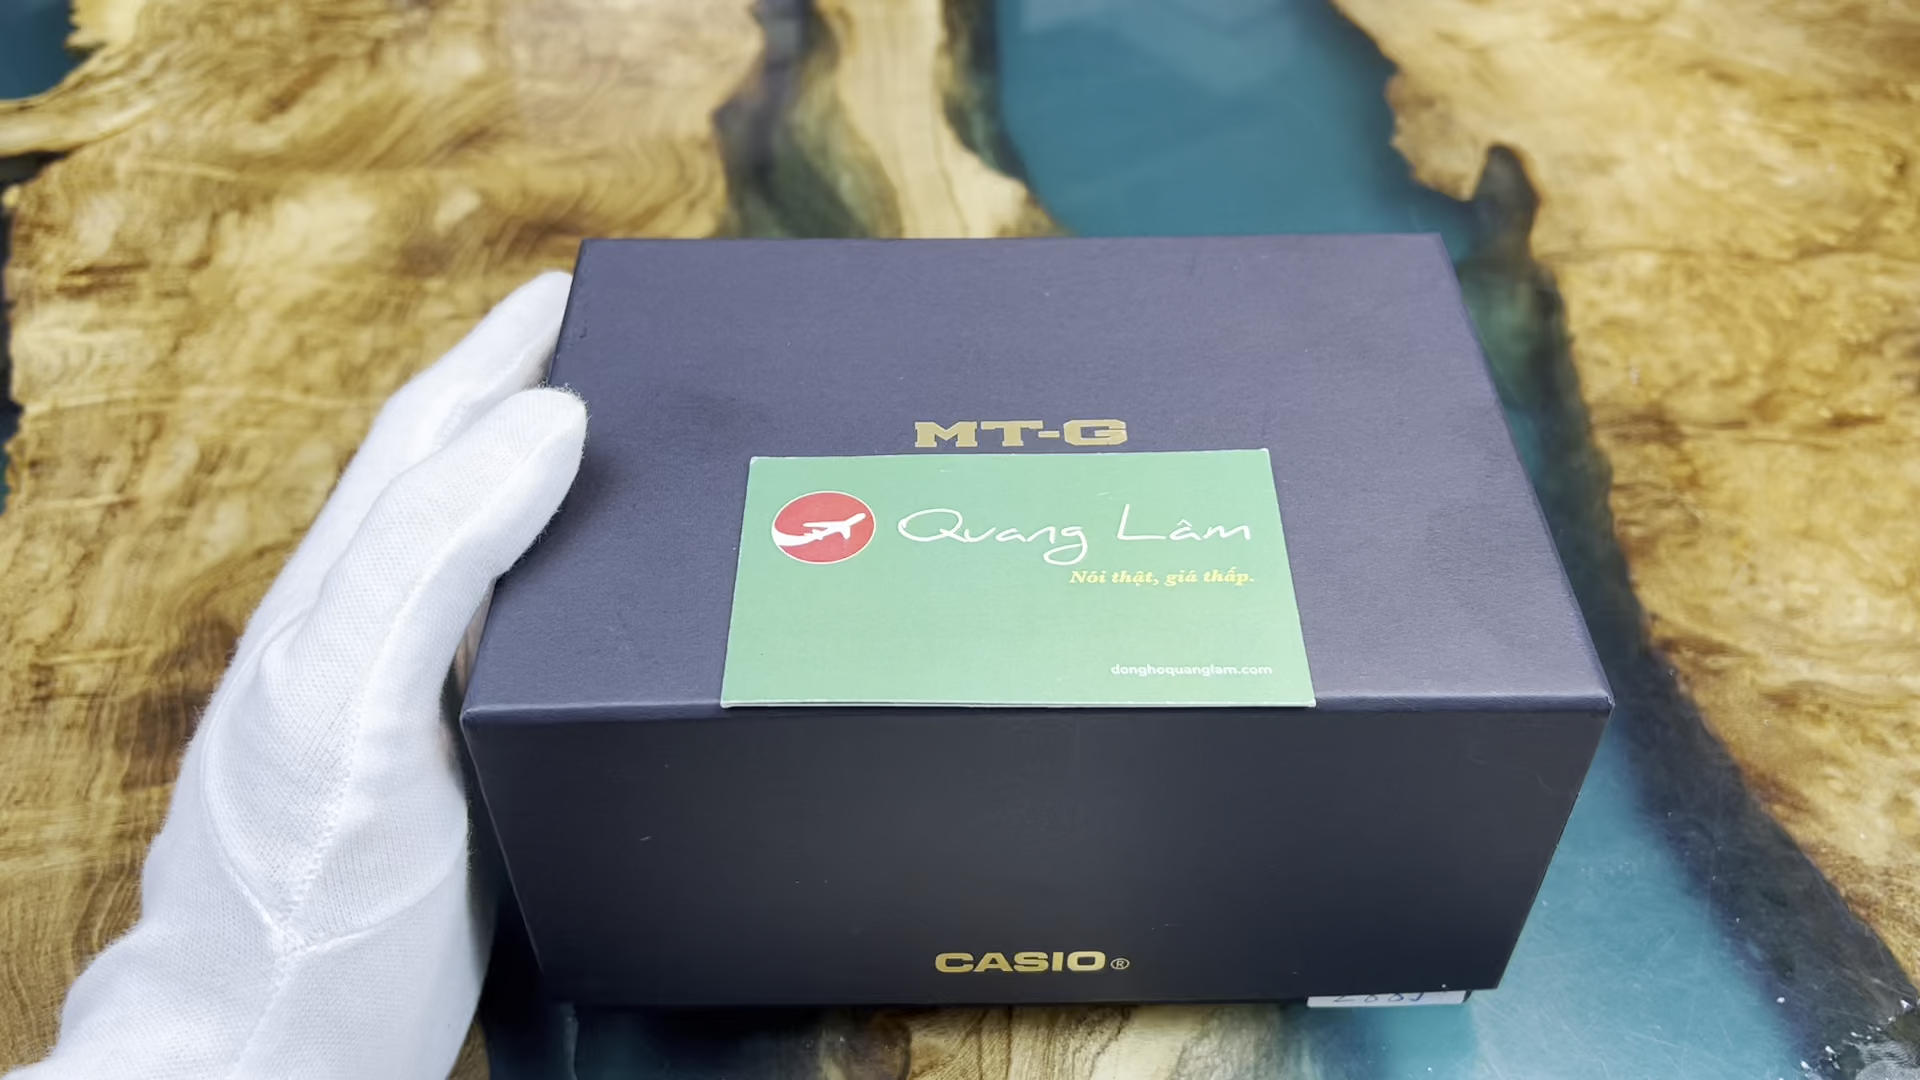 MT-G
Quang Lâm
Nói thật, giá thấp.
donghoquanglam.com
CASIO®